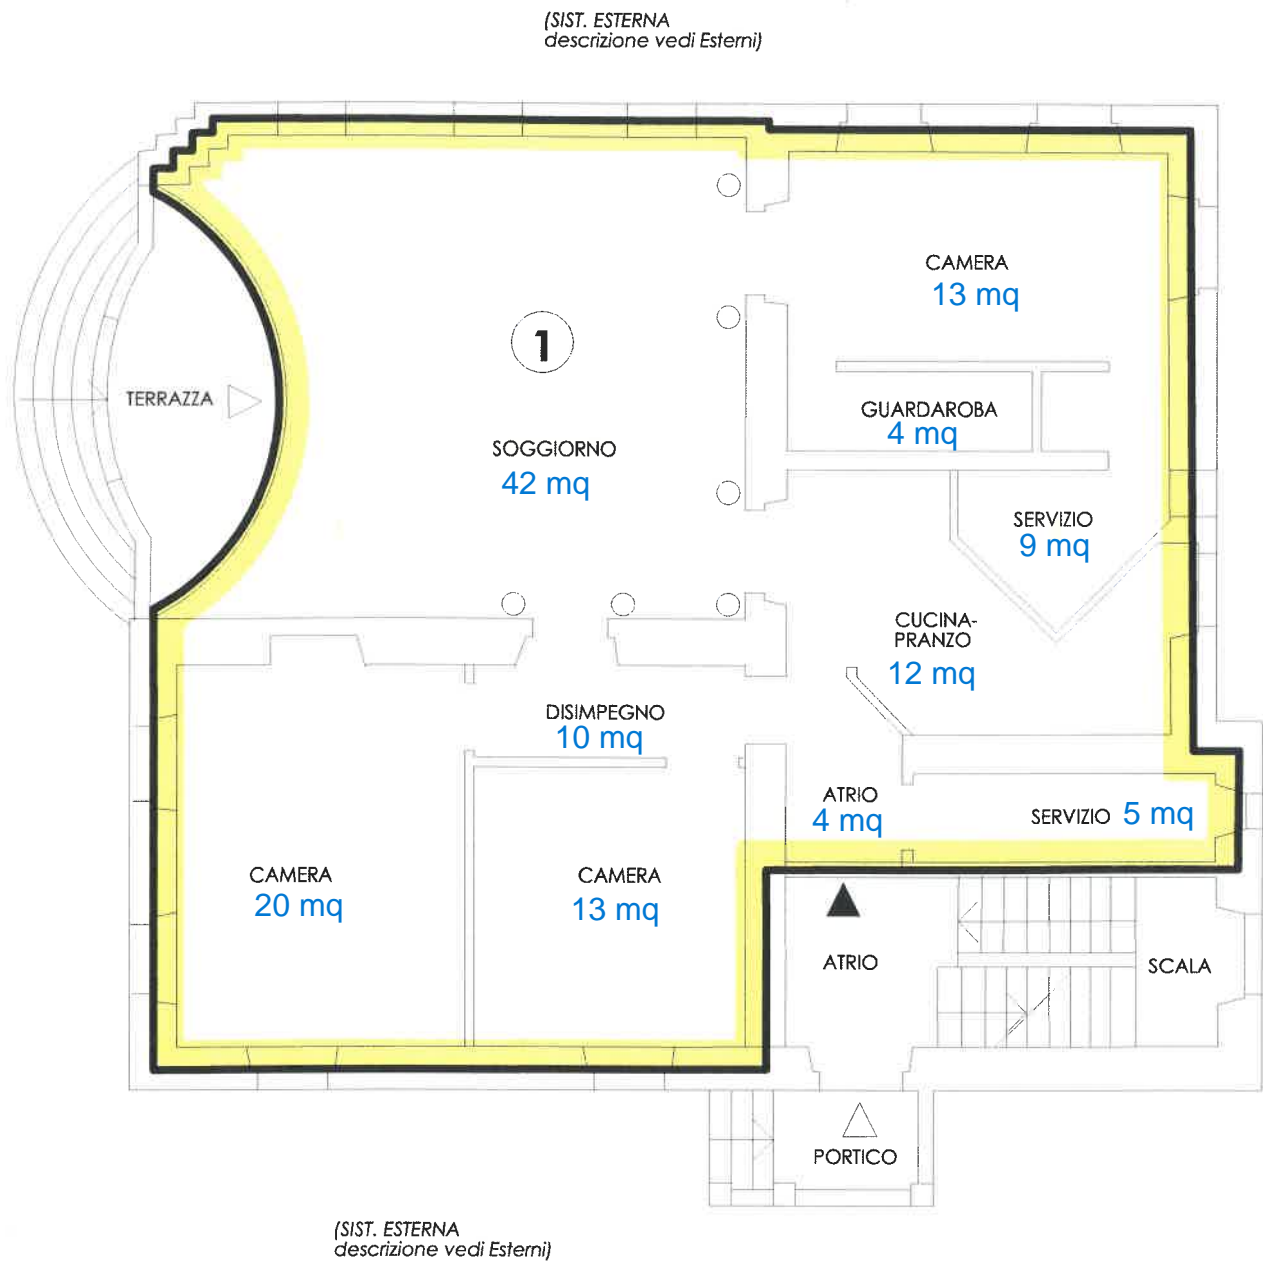 (SIST. ESTERNA
descrizione vedi Esterni)
CAMERA
13 mq
1
TERRAZZA
GUARDAROBA
4 mq
SOGGIORNO
42 mq
SERVIZIO
9 mq
CUCINA-
PRANZO
12 mq
DISIMPEGNO
10 mq
ATRIO
4 mq
SERVIZIO 5 mq
CAMERA
20 mq
CAMERA
13 mq
ATRIO
SCALA
PORTICO
(SIST. ESTERNA
descrizione vedi Esterni)